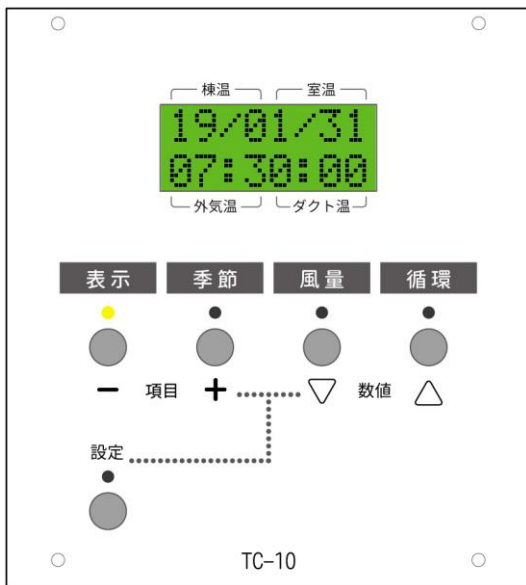 棟温 室温
19/01/31
07:30:00
外気温 ダクト温
表示 季節 風量 循環
− 項目 + ▽ 数値 △
設定
TC-10